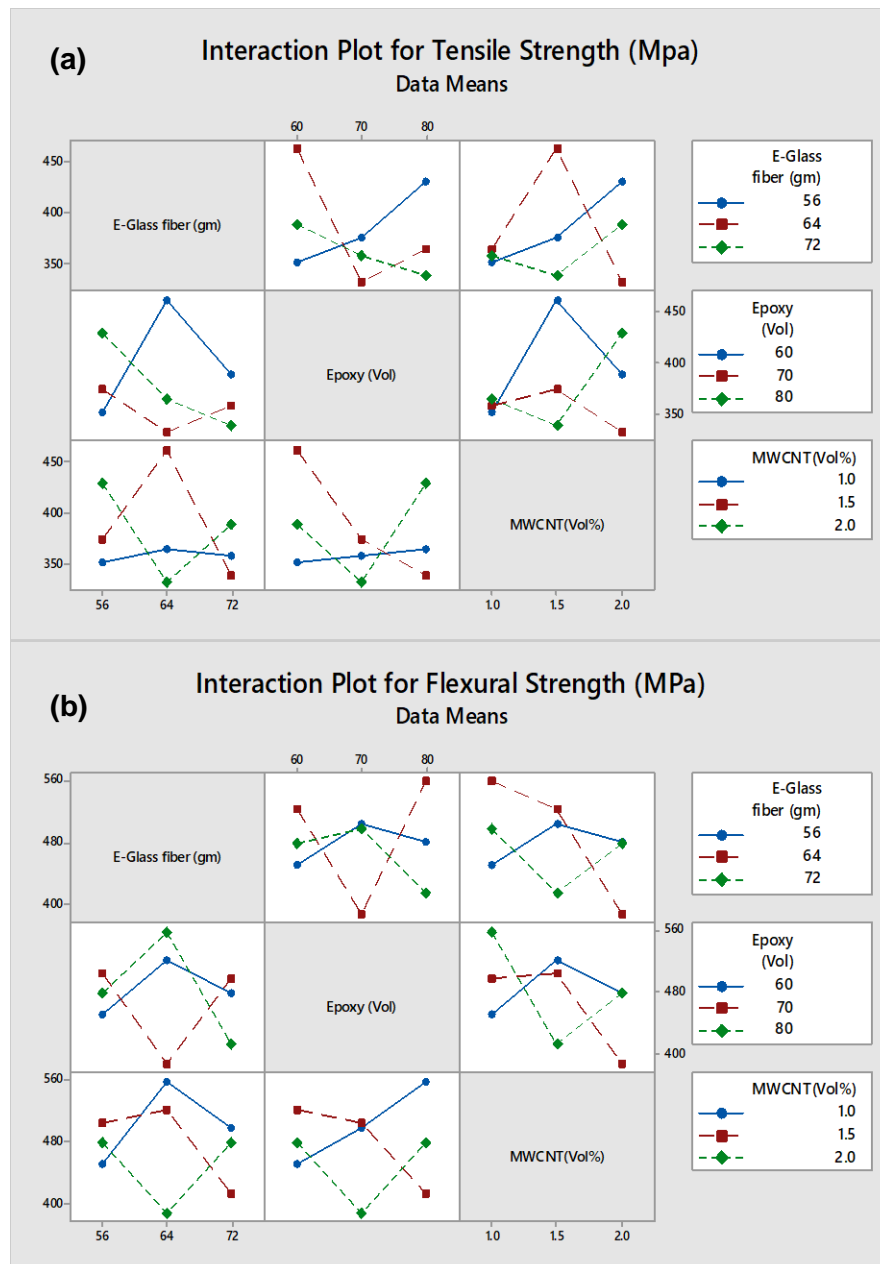 (a)
Interaction Plot for Tensile Strength (Mpa)
Data Means
60 70 80
450
400
350
E-Glass fiber (gm)
E-Glass
fiber (gm)
56
64
72
Epoxy (Vol)
450
400
350
Epoxy
(Vol)
60
70
80
450
400
350
MWCNT(Vol%)
MWCNT(Vol%)
1.0
1.5
2.0
56 64 72 1.0 1.5 2.0
(b)
Interaction Plot for Flexural Strength (MPa)
Data Means
60 70 80
560
480
400
E-Glass fiber (gm)
E-Glass
fiber (gm)
56
64
72
Epoxy (Vol)
560
480
400
Epoxy
(Vol)
60
70
80
560
480
400
MWCNT(Vol%)
MWCNT(Vol%)
1.0
1.5
2.0
56 64 72 1.0 1.5 2.0